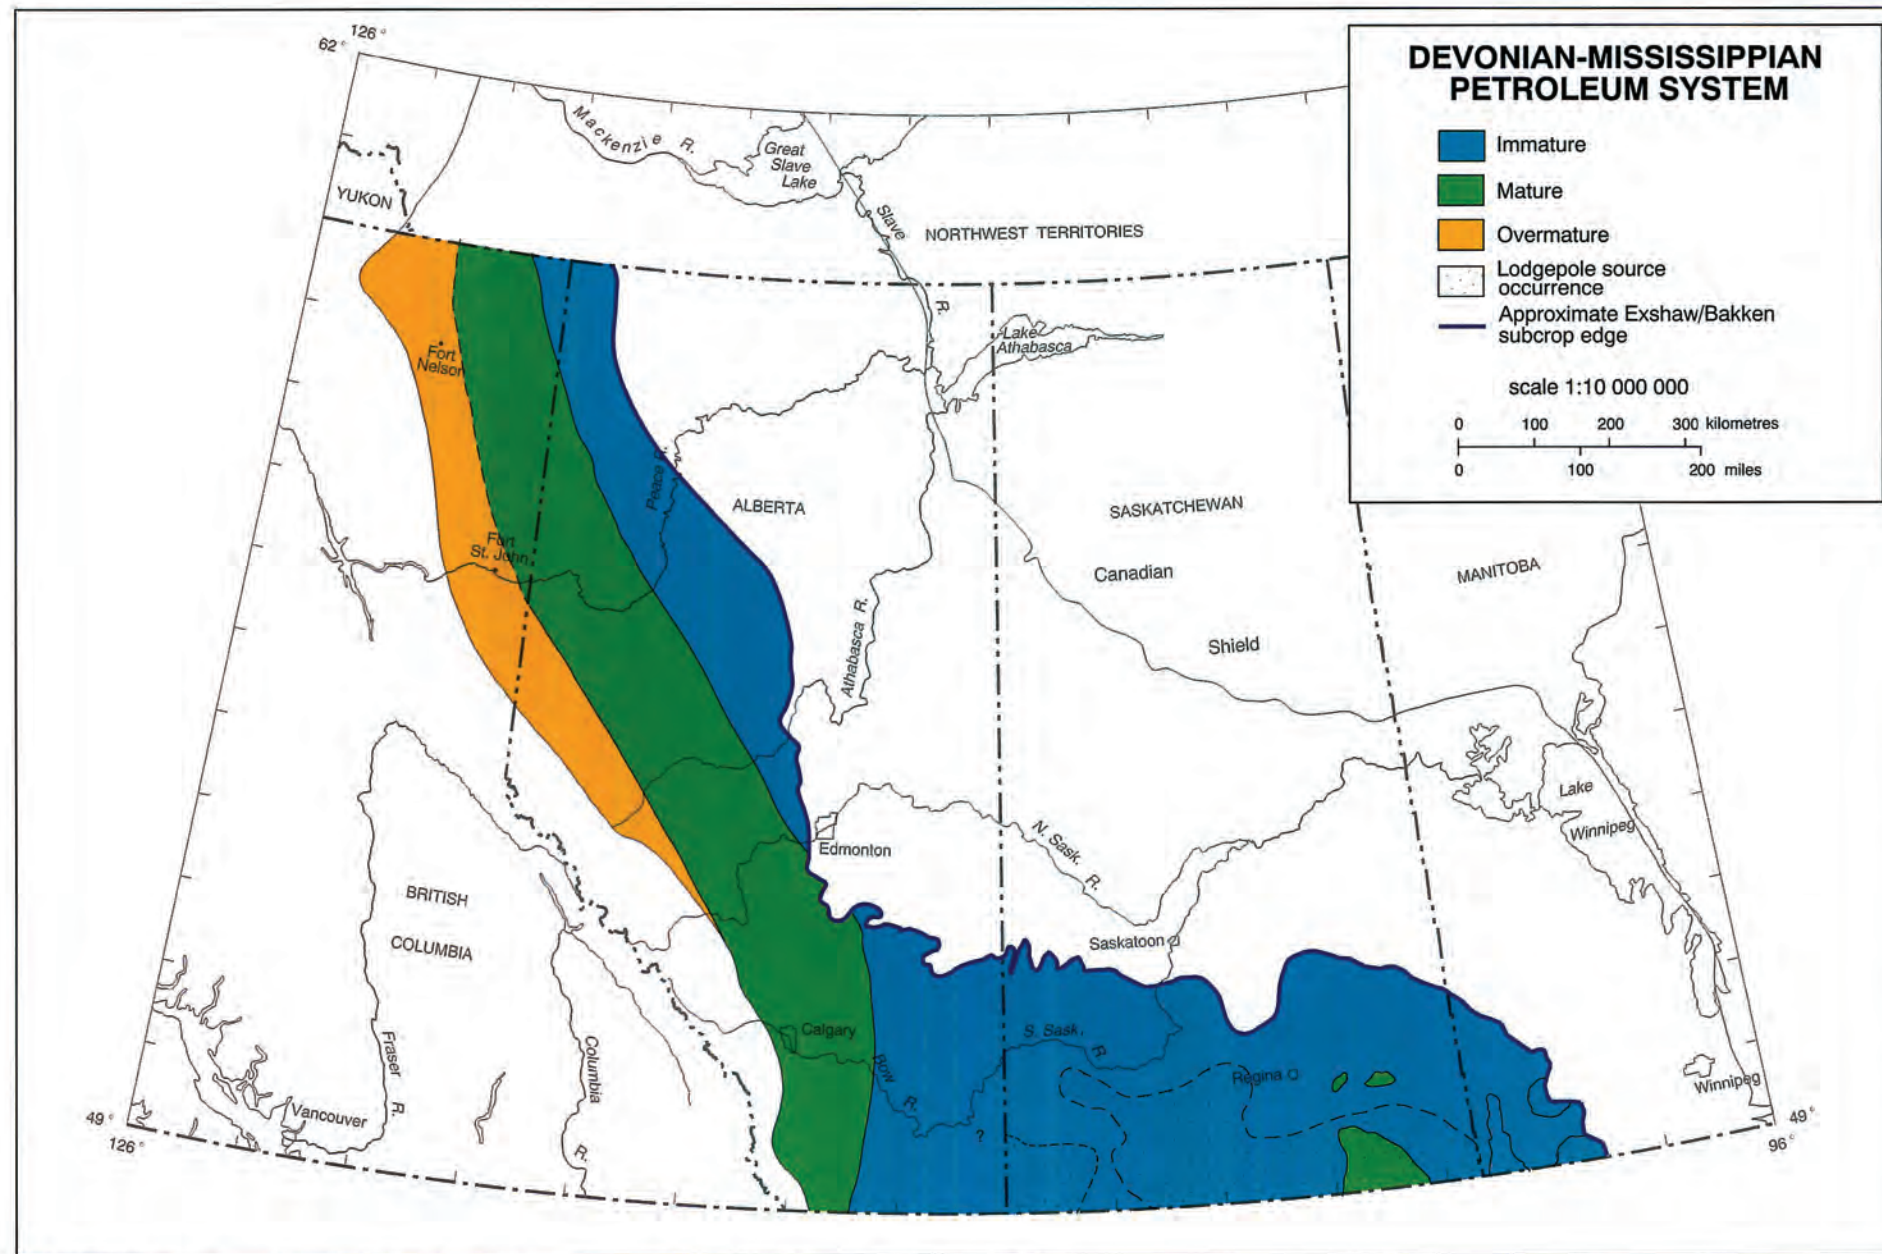 126°
62°
DEVONIAN-MISSISSIPPIAN
PETROLEUM SYSTEM
Immature
Mature
Overmature
Lodgepole source
occurrence
Approximate Exshaw/Bakken
subcrop edge
scale 1:10 000 000
0 100 200 300 kilometres
0 100 200 miles
Mackenzie R.
Great
Slave
Lake
YUKON
Slave
R.
NORTHWEST TERRITORIES
Lake
Athabasca
Fort
Nelson
Peace R.
ALBERTA
SASKATCHEWAN
Fort
St. John
Canadian
Shield
MANITOBA
Athabasca R.
Lake
Winnipeg
N. Sask.
R.
Edmonton
BRITISH
COLUMBIA
Saskatoon
Calgary
Bow
R.
S. Sask.
R.
Regina
Fraser
R.
Columbia
R.
Vancouver
Winnipeg
?
49°
126°
49°
96°